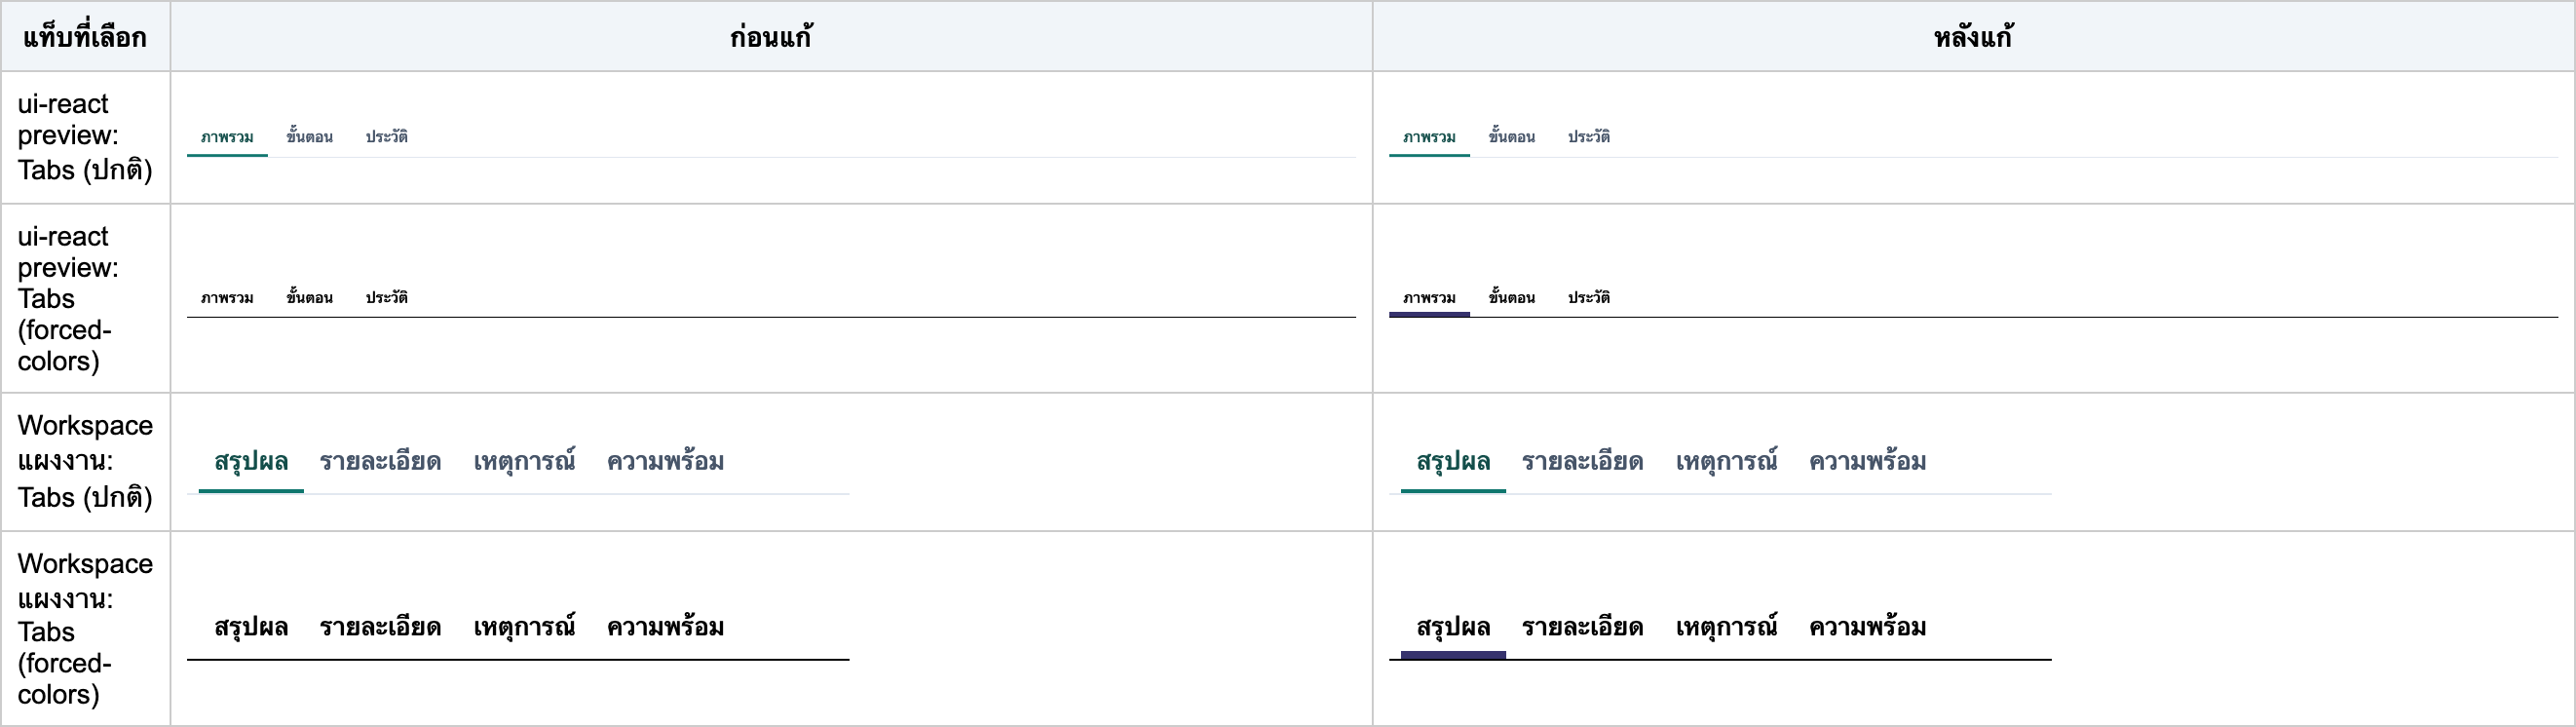 แท็บที่เลือก
ก่อนแก้
หลังแก้
ui-react
preview:
Tabs (ปกติ)
ภาพรวม ขั้นตอน ประวัติ
ภาพรวม ขั้นตอน ประวัติ
ui-react
preview:
Tabs
(forced-
colors)
ภาพรวม ขั้นตอน ประวัติ
ภาพรวม ขั้นตอน ประวัติ
Workspace
แผงงาน:
Tabs (ปกติ)
สรุปผล รายละเอียด เหตุการณ์ ความพร้อม
สรุปผล รายละเอียด เหตุการณ์ ความพร้อม
Workspace
แผงงาน:
Tabs
(forced-
colors)
สรุปผล รายละเอียด เหตุการณ์ ความพร้อม
สรุปผล รายละเอียด เหตุการณ์ ความพร้อม